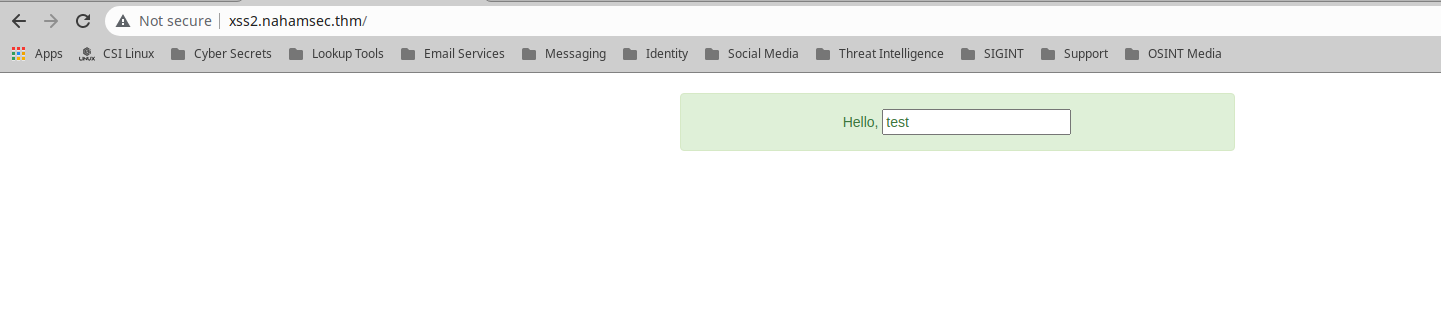 Not secure xss2.nahamsec.thm/
Apps CSI Linux Cyber Secrets Lookup Tools Email Services Messaging Identity Social Media Threat Intelligence SIGINT Support OSINT Media
Hello, test